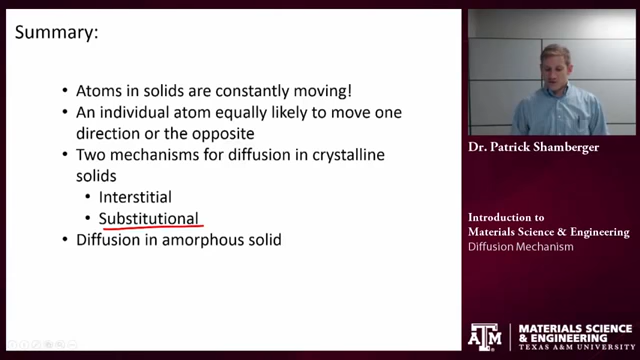 Summary:
• Atoms in solids are constantly moving!
• An individual atom equally likely to move one
direction or the opposite
• Two mechanisms for diffusion in crystalline
solids
• Interstitial
• Substitutional
• Diffusion in amorphous solid
Dr. Patrick Shamberger
Introduction to
Materials Science & Engineering
Diffusion Mechanism
ATM
MATERIALS SCIENCE
& ENGINEERING
TEXAS A&M UNIVERSITY